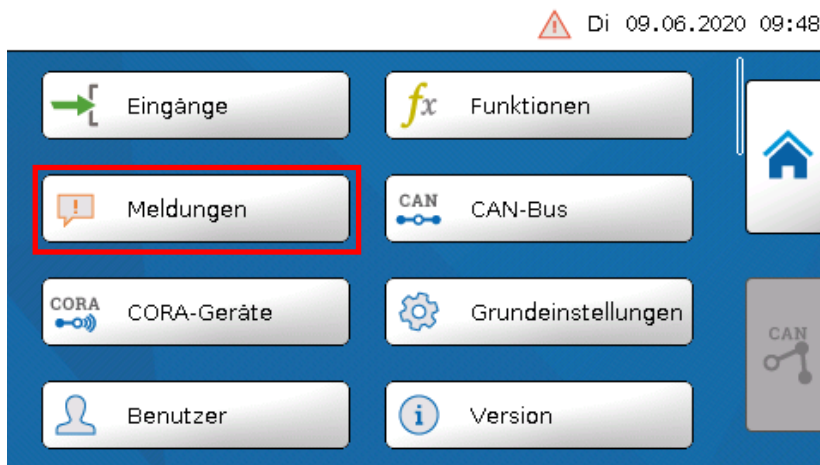 Di 09.06.2020 09:48
Eingänge
fx Funktionen
! Meldungen
CAN CAN-Bus
CORA CORA-Geräte
Grundeinstellungen
CAN
Benutzer
i Version